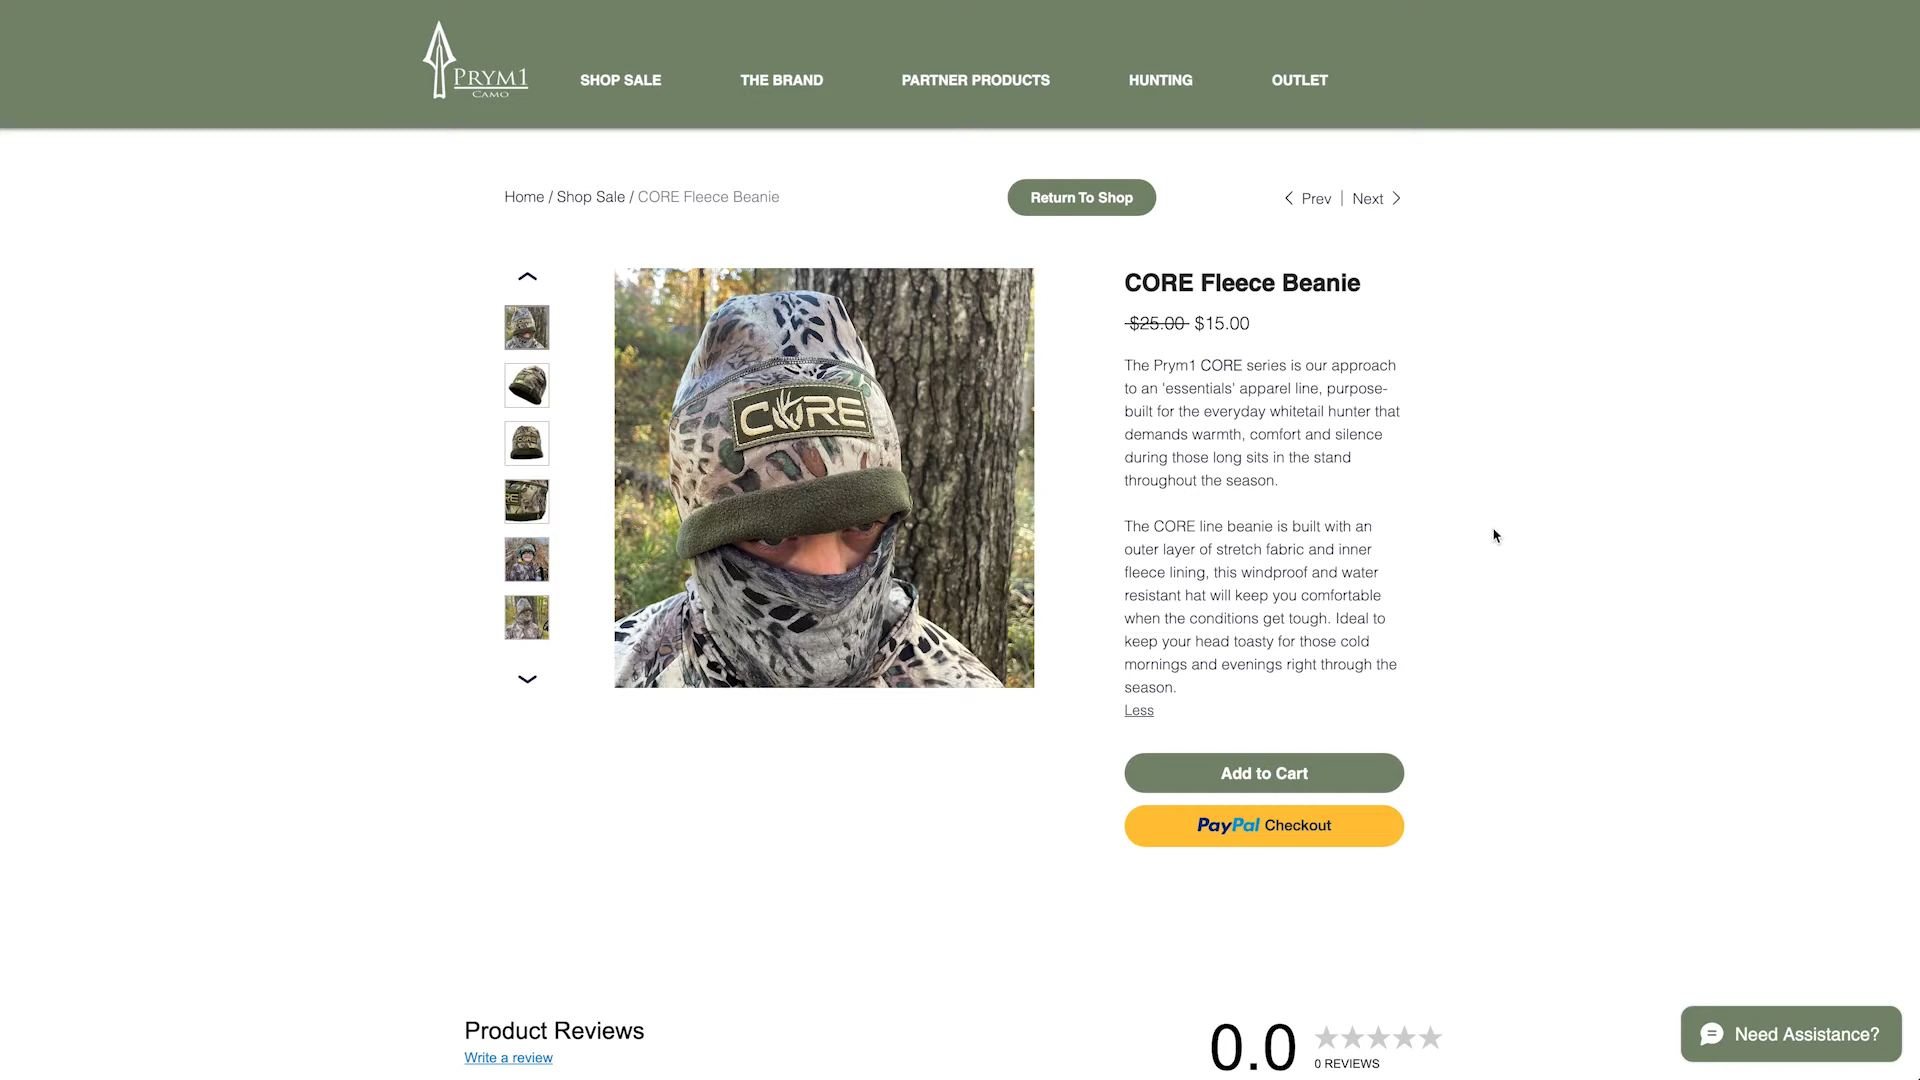 PRYM1
CAMO
SHOP SALE
THE BRAND
PARTNER PRODUCTS
HUNTING
OUTLET
Home / Shop Sale / CORE Fleece Beanie
Return To Shop
Prev | Next
CORE
CORE Fleece Beanie
$25.00 $15.00
The Prym1 CORE series is our approach
to an 'essentials' apparel line, purpose-
built for the everyday whitetail hunter that
demands warmth, comfort and silence
during those long sits in the stand
throughout the season.
The CORE line beanie is built with an
outer layer of stretch fabric and inner
fleece lining, this windproof and water
resistant hat will keep you comfortable
when the conditions get tough. Ideal to
keep your head toasty for those cold
mornings and evenings right through the
season.
Less
Add to Cart
PayPal Checkout
Product Reviews
Write a review
0.0
0 REVIEWS
Need Assistance?